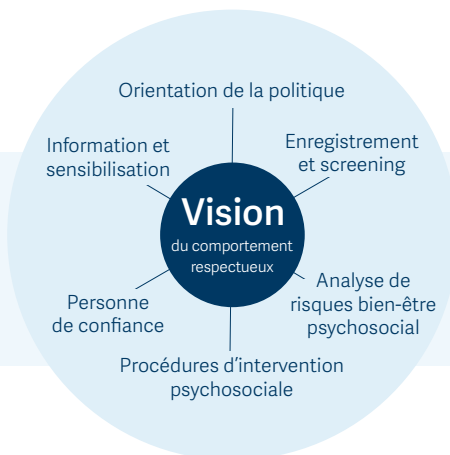 Orientation de la politique
Information et
sensibilisation
Enregistrement
et screening
Vision
du comportement
respectueux
Personne
de confiance
Analyse de
risques bien-être
psychosocial
Procédures d'intervention
psychosociale